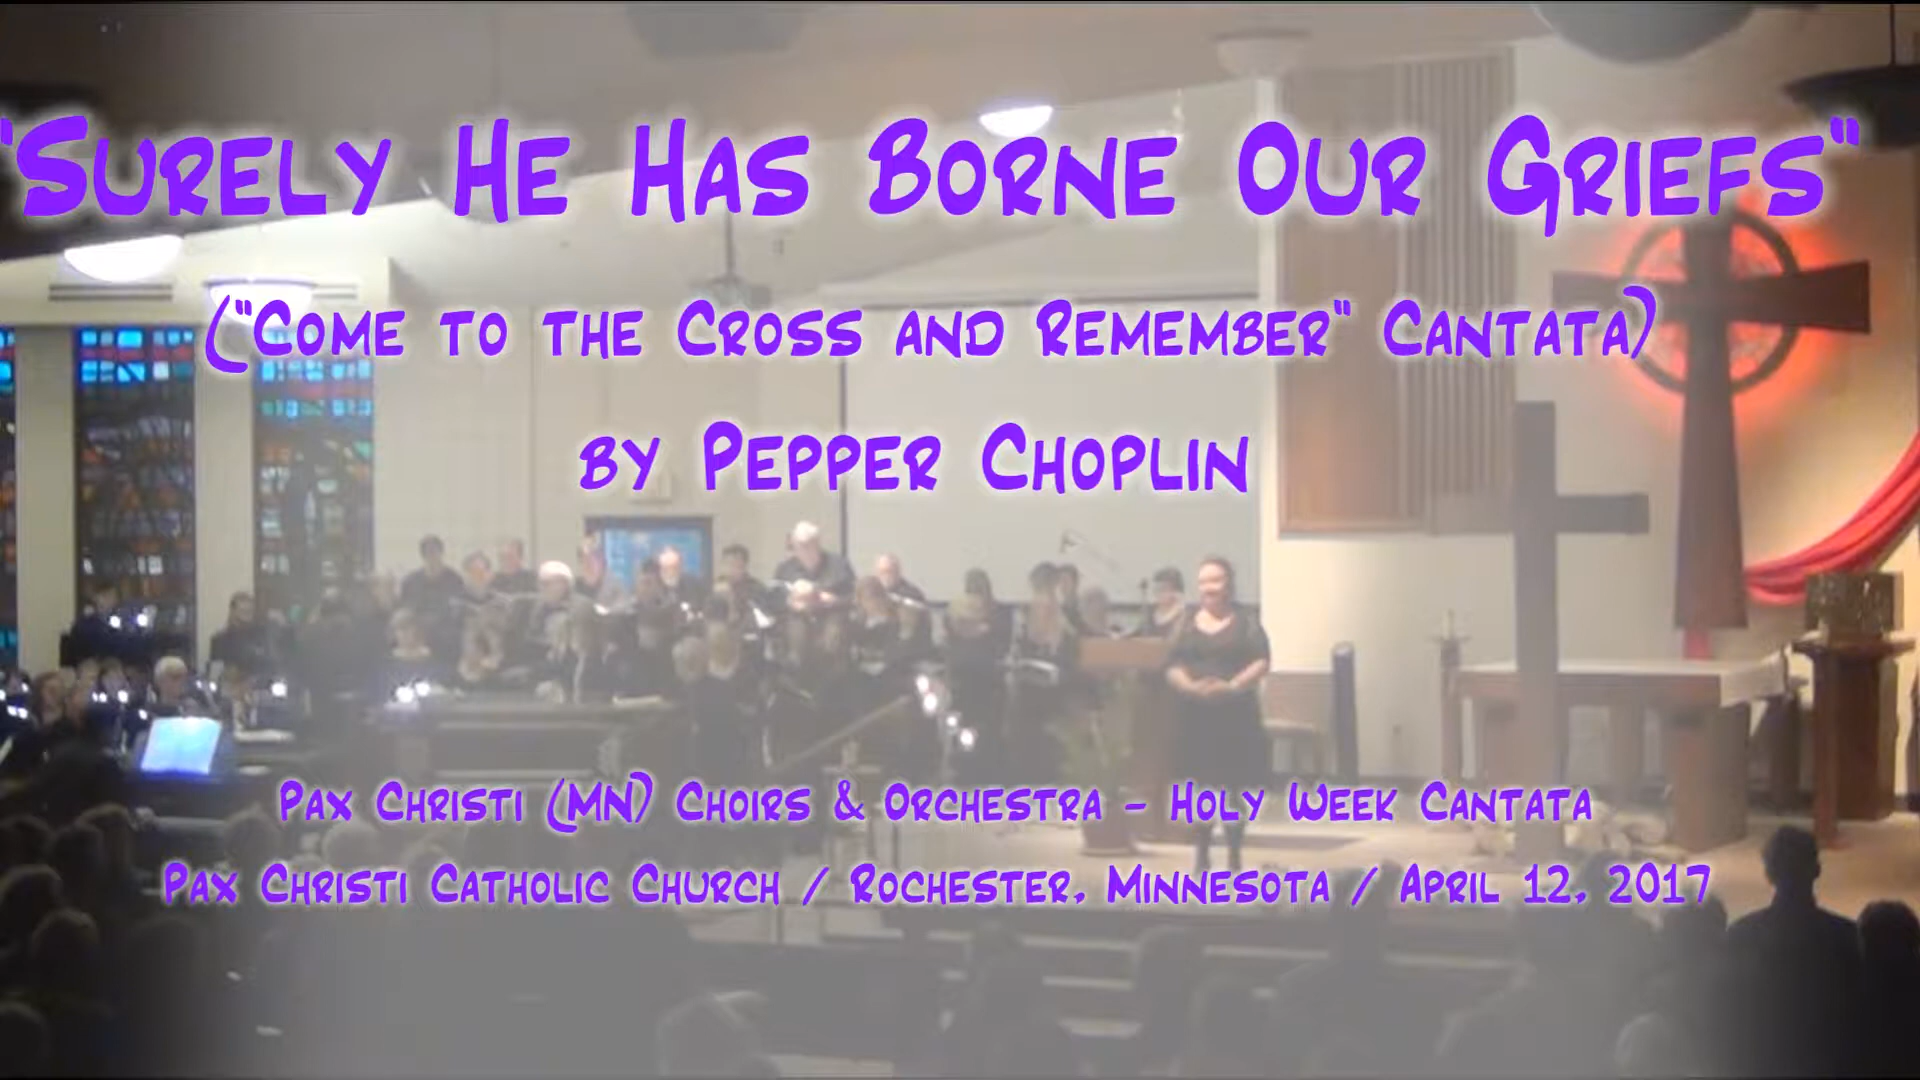 "Surely He Has Borne Our Griefs"
("Come to the Cross and Remember" Cantata)
by Pepper Choplin
Pax Christi (MN) Choirs & Orchestra - Holy Week Cantata
Pax Christi Catholic Church / Rochester, Minnesota / April 12, 2017